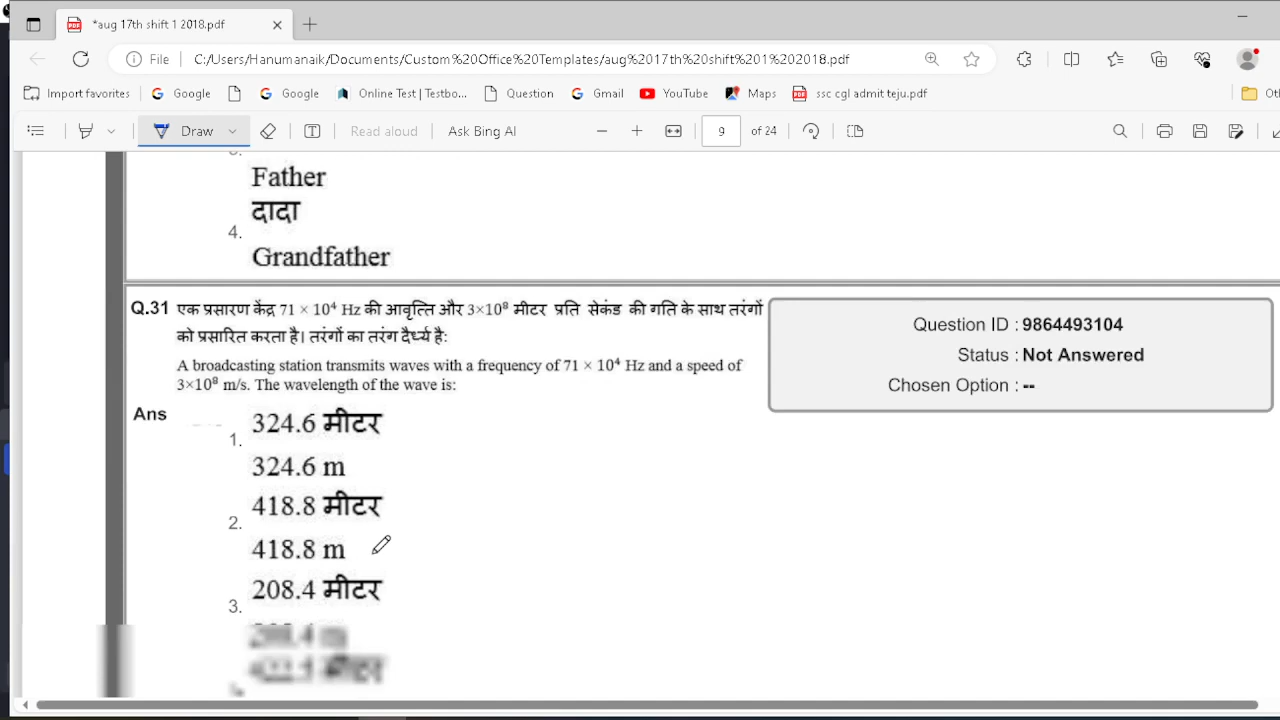 *aug 17th shift 1 2018.pdf
File
C:/Users/Hanumanaik/Documents/Custom%20Office%20Templates/aug%2017th%20shift%201%202018.pdf
Import favorites
Google
Google
Online Test | Testbo...
Question
Gmail
YouTube
Maps
ssc cgl admit teju.pdf
Draw
Read aloud
Ask Bing AI
9 of 24
Father
दादा
4.
Grandfather
Q.31 एक प्रसारण केंद्र 71 × 10⁴ Hz की आवृत्ति और 3×10⁸ मीटर प्रति सेकंड की गति के साथ तरंगों
को प्रसारित करता है। तरंगों का तरंग दैर्ध्य है:
A broadcasting station transmits waves with a frequency of 71 × 10⁴ Hz and a speed of
3×10⁸ m/s. The wavelength of the wave is:
Question ID : 9864493104
Status : Not Answered
Chosen Option : --
Ans
324.6 मीटर
1.
324.6 m
418.8 मीटर
2.
418.8 m
208.4 मीटर
3.